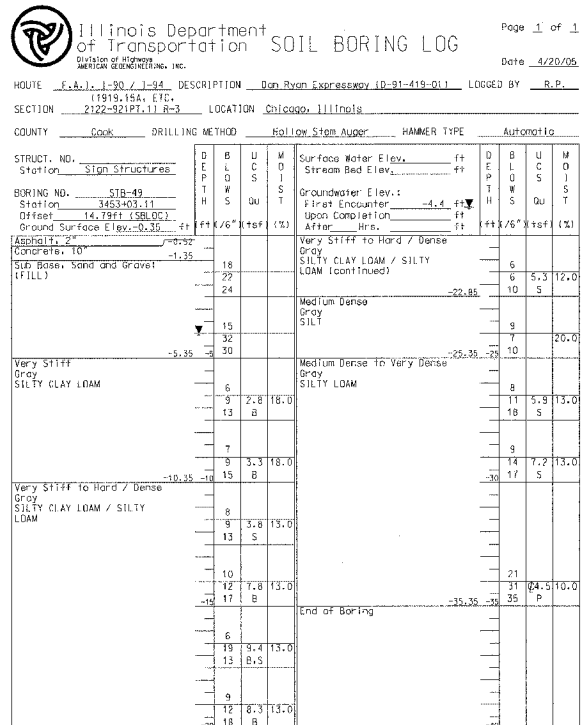 Illinois Department of Transportation
Division of Highways
AMERICAN GEOENGINEERING, INC.
SOIL BORING LOG
Page 1 of 1
Date 4/20/05
ROUTE F.A.I. I-90 / I-94 DESCRIPTION Dan Ryan Expressway (D-91-419-01) LOGGED BY R.P.
(1919.15A, ETC.
SECTION 2122-921PT.1) R-3 LOCATION Chicago, Illinois
COUNTY Cook DRILLING METHOD Hollow Stem Auger HAMMER TYPE Automatic
STRUCT. NO.
Station Sign Structures
BORING NO. STB-49
Station 3453+03.11
Offset 14.79ft (SBLOC)
Ground Surface Elev. -0.35 ft
DEPTH (ft)
BLOWS (/6")
UCS Qu (tsf)
MOIST (%)
Surface Water Elev. ft
Stream Bed Elev. ft
Groundwater Elev.:
First Encounter -4.4 ft
Upon Completion ft
After Hrs. ft
DEPTH (ft)
BLOWS (/6")
UCS Qu (tsf)
MOIST (%)
Asphalt, 2" -0.52
Concrete, 10" -1.35
Sub Base, Sand and Gravel
(FILL)
18
22
24
15
32
-5.35 -5 30
Very Stiff
Gray
SILTY CLAY LOAM
6
9 2.8 18.0
13 B
7
9 3.3 18.0
-10.35 -10 15 B
Very Stiff to Hard / Dense
Gray
SILTY CLAY LOAM / SILTY
LOAM
8
9 3.8 13.0
13 S
10
12 7.8 13.0
-15 17 B
6
19 9.4 13.0
13 B,S
9
12 8.3 13.0
18 B
Very Stiff to Hard / Dense
Gray
SILTY CLAY LOAM / SILTY
LOAM (continued)
6
6 5.3 12.0
-22.85 10 S
Medium Dense
Gray
SILT
9
7 20.0
-25.35 -25 10
Medium Dense to Very Dense
Gray
SILTY LOAM
8
11 5.9 13.0
18 S
9
14 7.2 13.0
-30 17 S
21
31 4.5 10.0
-35.35 -35 35 P
End of Boring